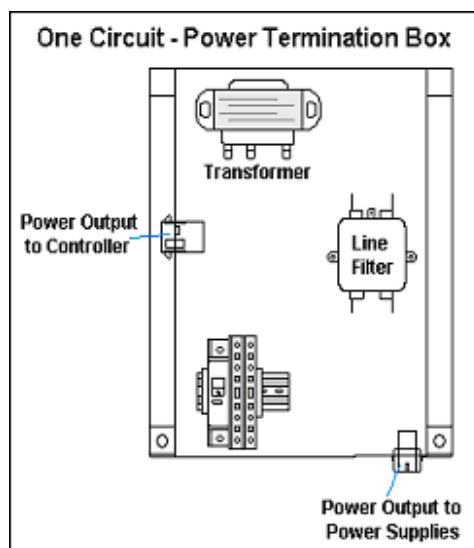 One Circuit - Power Termination Box
Transformer
Power Output
to Controller
Line
Filter
Power Output to
Power Supplies